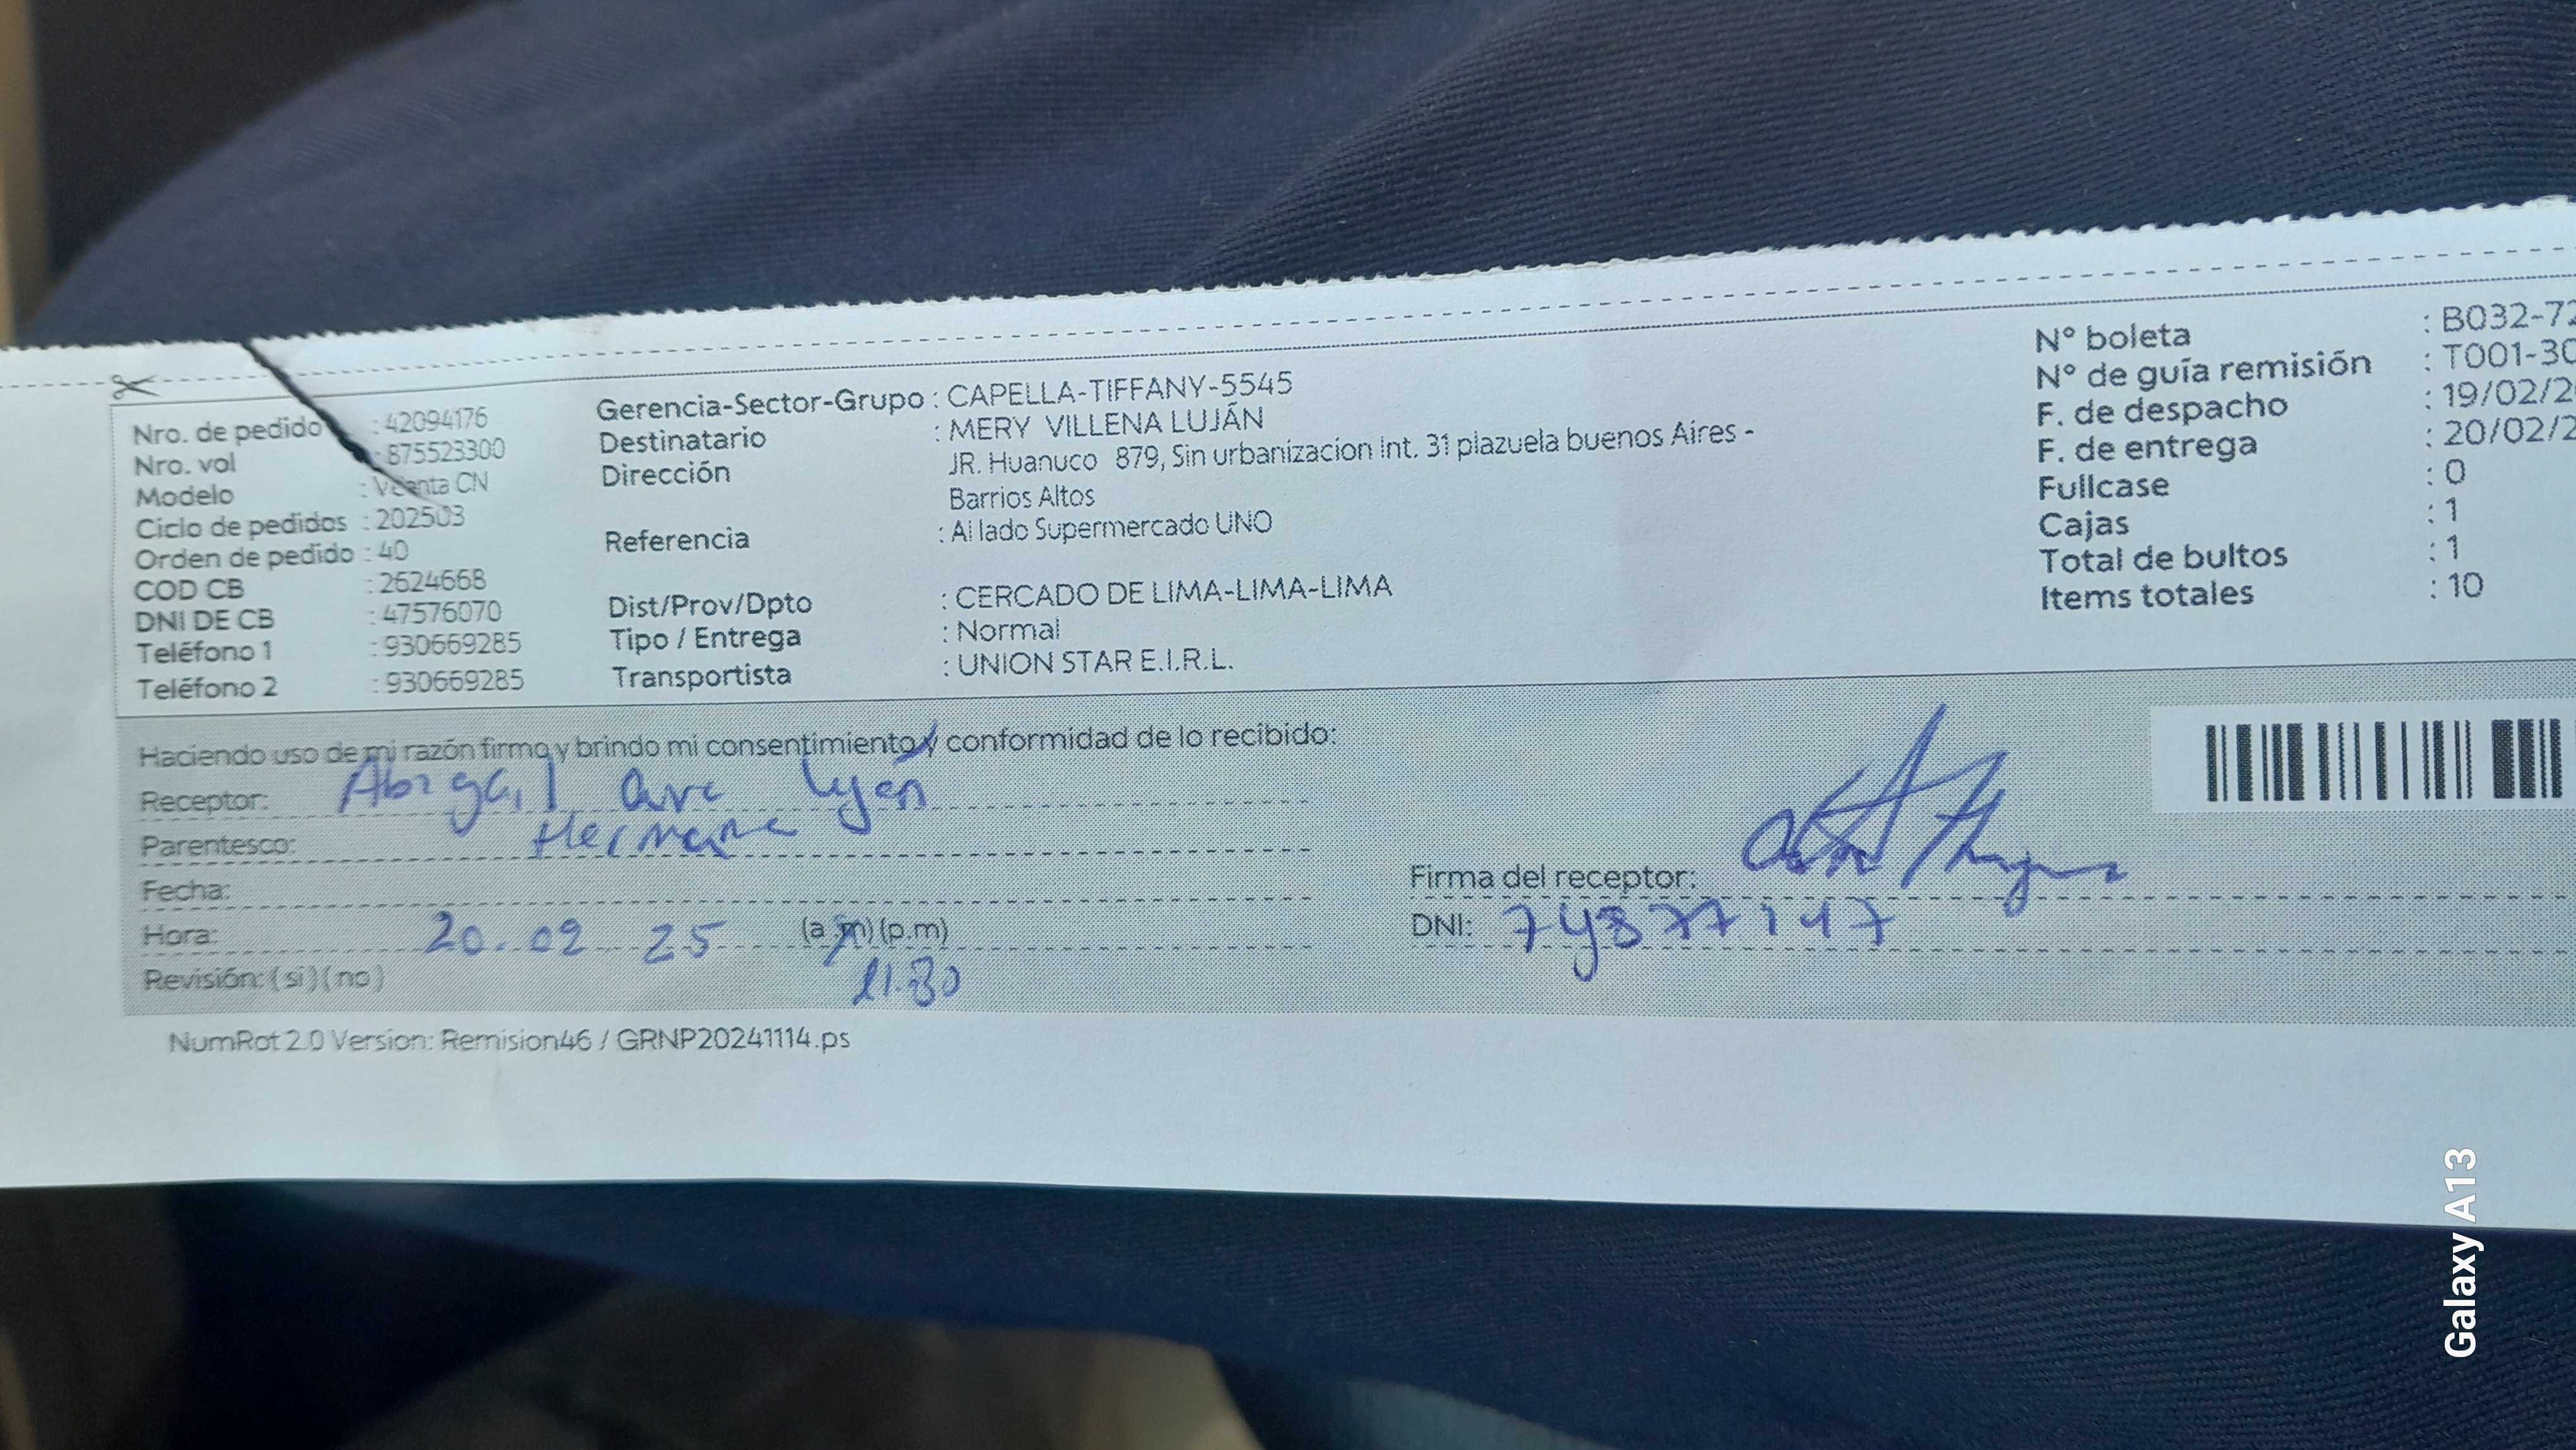 Nro. de pedido : 42094176
Nro. vol : 875523300
Modelo : Venta CN
Ciclo de pedidos : 202503
Orden de pedido : 40
COD CB : 2624668
DNI DE CB : 47576070
Teléfono 1 : 930669285
Teléfono 2 : 930669285
Gerencia-Sector-Grupo : CAPELLA-TIFFANY-5545
Destinatario : MERY VILLENA LUJÁN
Dirección JR. Huanuco 879, Sin urbanizacion Int. 31 plazuela buenos Aires -
Barrios Altos
Referencia : Al lado Supermercado UNO
Dist/Prov/Dpto : CERCADO DE LIMA-LIMA-LIMA
Tipo / Entrega : Normal
Transportista : UNION STAR E.I.R.L.
N° boleta : B032-72
N° de guía remisión : T001-30
F. de despacho : 19/02/2
F. de entrega : 20/02/2
Fullcase : 0
Cajas : 1
Total de bultos : 1
Items totales : 10
Haciendo uso de mi razón firmo y brindo mi consentimiento y conformidad de lo recibido:
Receptor: Abigail Luján
Parentesco: Hermana
Fecha:
Hora: 20.02 25 (a.m) (p.m)
11.30
Revisión: (si) (no)
Firma del receptor:
DNI:
NumRot 2.0 Version: Remision46 / GRNP20241114.ps
Galaxy A13